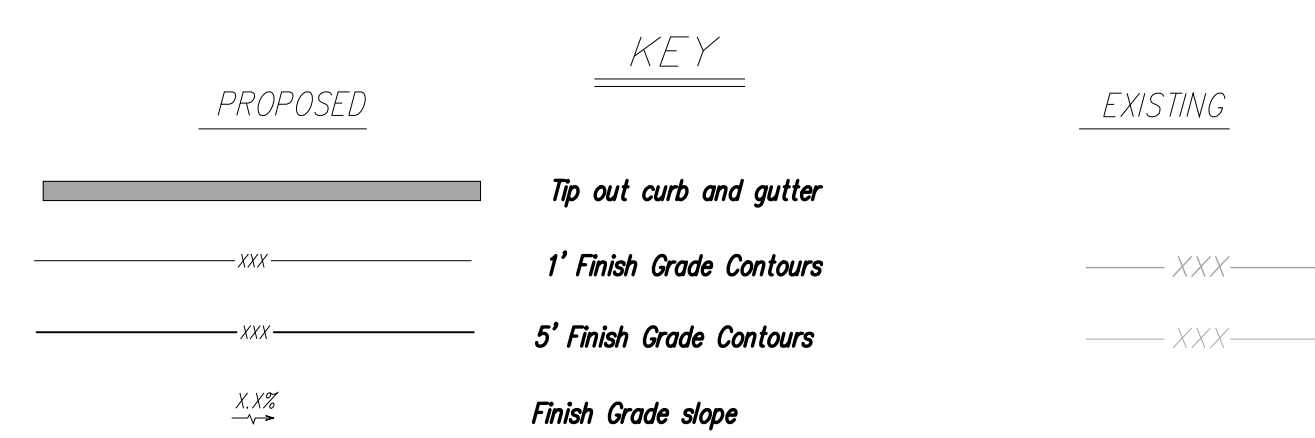 KEY
PROPOSED
EXISTING
Tip out curb and gutter
XXX
1' Finish Grade Contours
XXX
XXX
5' Finish Grade Contours
XXX
X.X%
Finish Grade slope